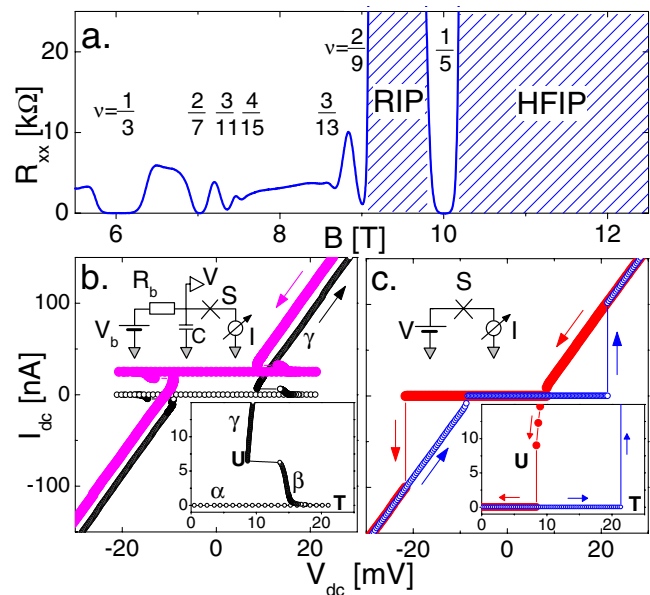 a.
ν=1/3 2/7 3/11 4/15 3/13 ν=2/9 1/5
RIP HFIP
R_xx [kΩ]
20
10
0
6 8 10 12
B [T]
b.
R_b V S
V_b C I
γ
I_dc [nA]
100
0
-100
10
5
0
γ
U
α β T
0 10 20
-20 0 20
c.
S
V I
10
5
0
U
T
0 10 20
-20 0 20
V_dc [mV]